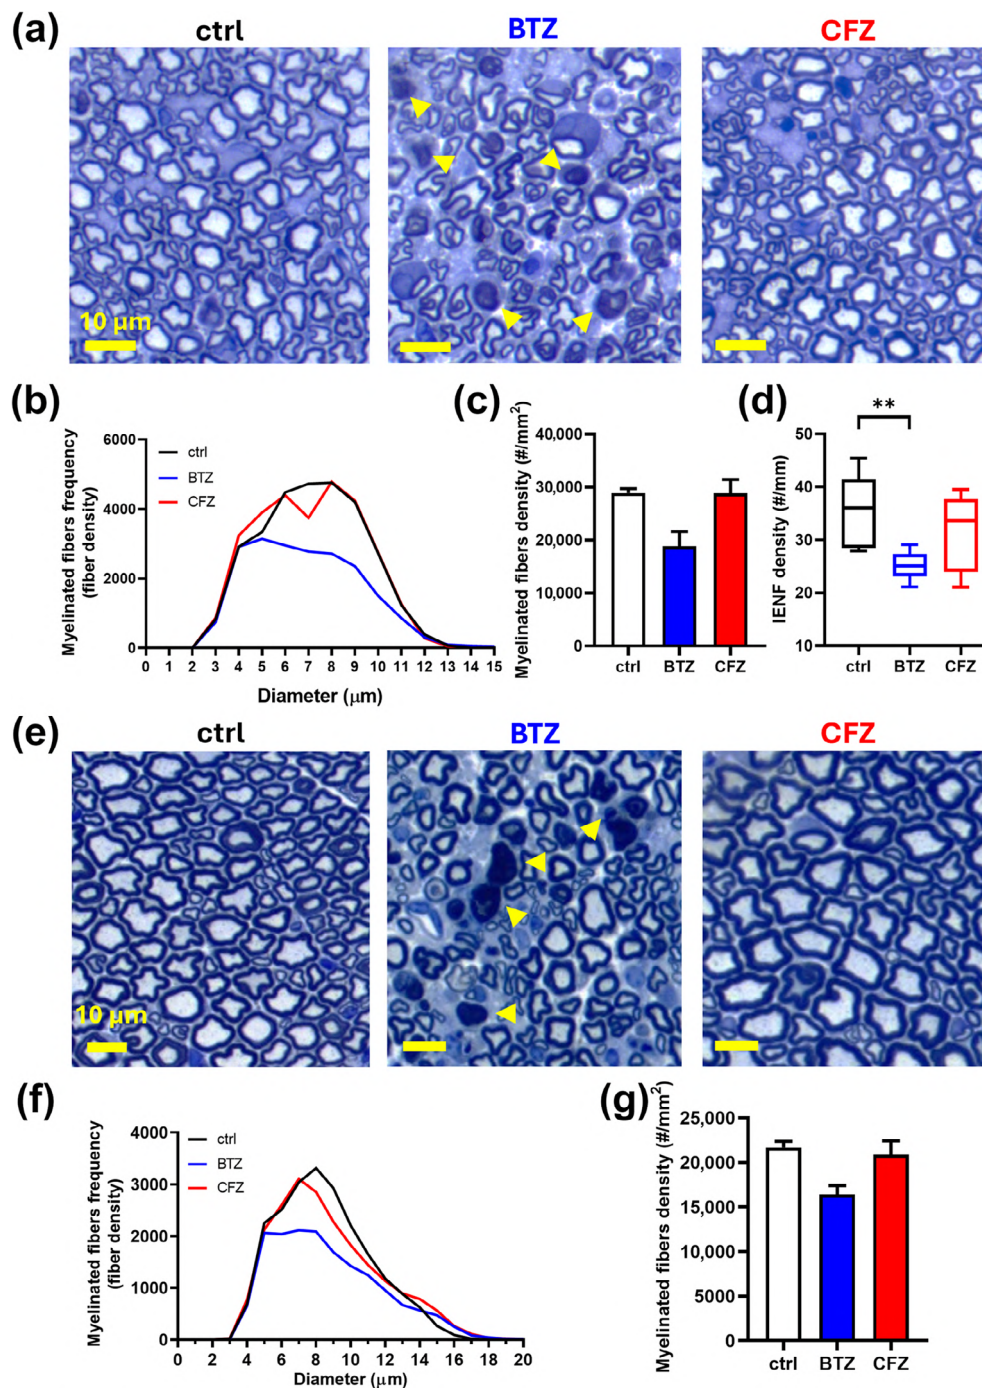 (a)
ctrl
BTZ
CFZ
10 µm
(b)
Myelinated fibers frequency
(fiber density)
6000
4000
2000
0
ctrl
BTZ
CFZ
0 1 2 3 4 5 6 7 8 9 10 11 12 13 14 15
Diameter (µm)
(c)
Myelinated fibers density (#/mm²)
40,000
30,000
20,000
10,000
0
ctrl BTZ CFZ
(d)
**
IENF density (#/mm)
50
40
30
20
10
ctrl BTZ CFZ
(e)
ctrl
BTZ
CFZ
10 µm
(f)
Myelinated fibers frequency
(fiber density)
4000
3000
2000
1000
0
ctrl
BTZ
CFZ
0 2 4 6 8 10 12 14 16 18 20
Diameter (µm)
(g)
Myelinated fibers density (#/mm²)
25,000
20,000
15,000
10,000
5000
0
ctrl BTZ CFZ